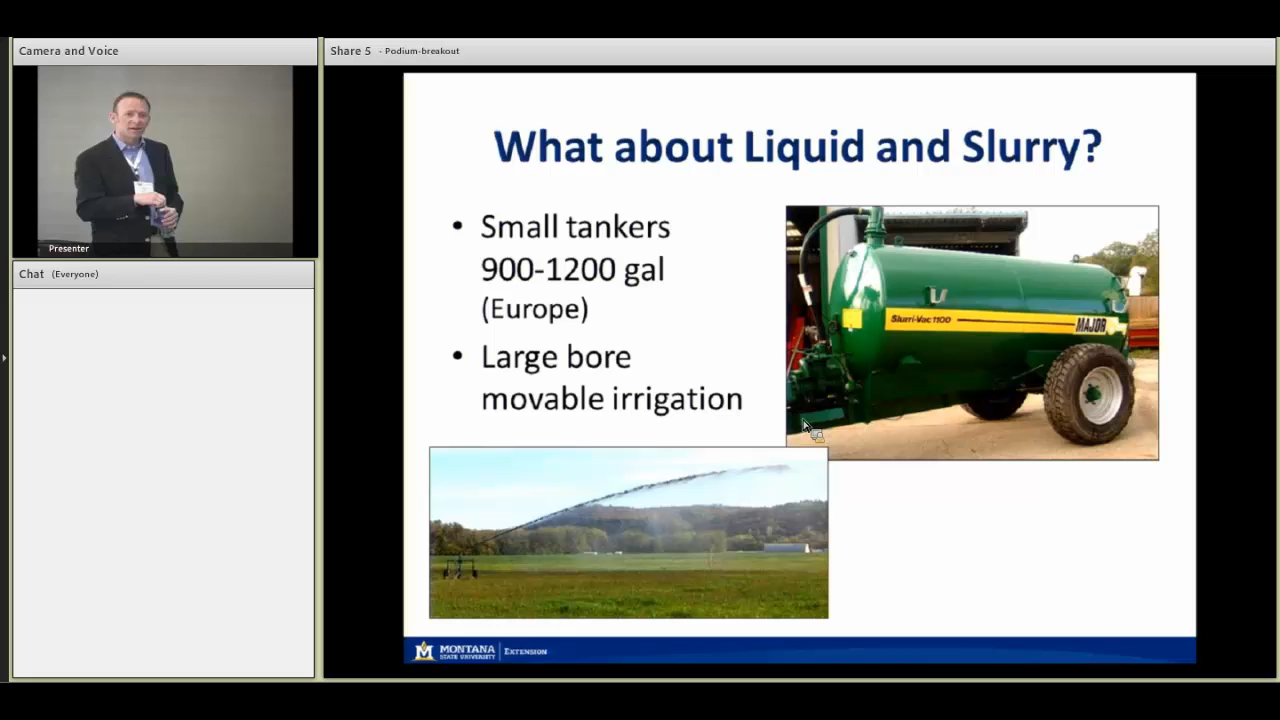 Camera and Voice
Share 5 - Podium-breakout
Presenter
Chat (Everyone)
What about Liquid and Slurry?
• Small tankers
900-1200 gal
(Europe)
• Large bore
movable irrigation
Slurri-Vac 1100
MAJOR
MONTANA
STATE UNIVERSITY
EXTENSION